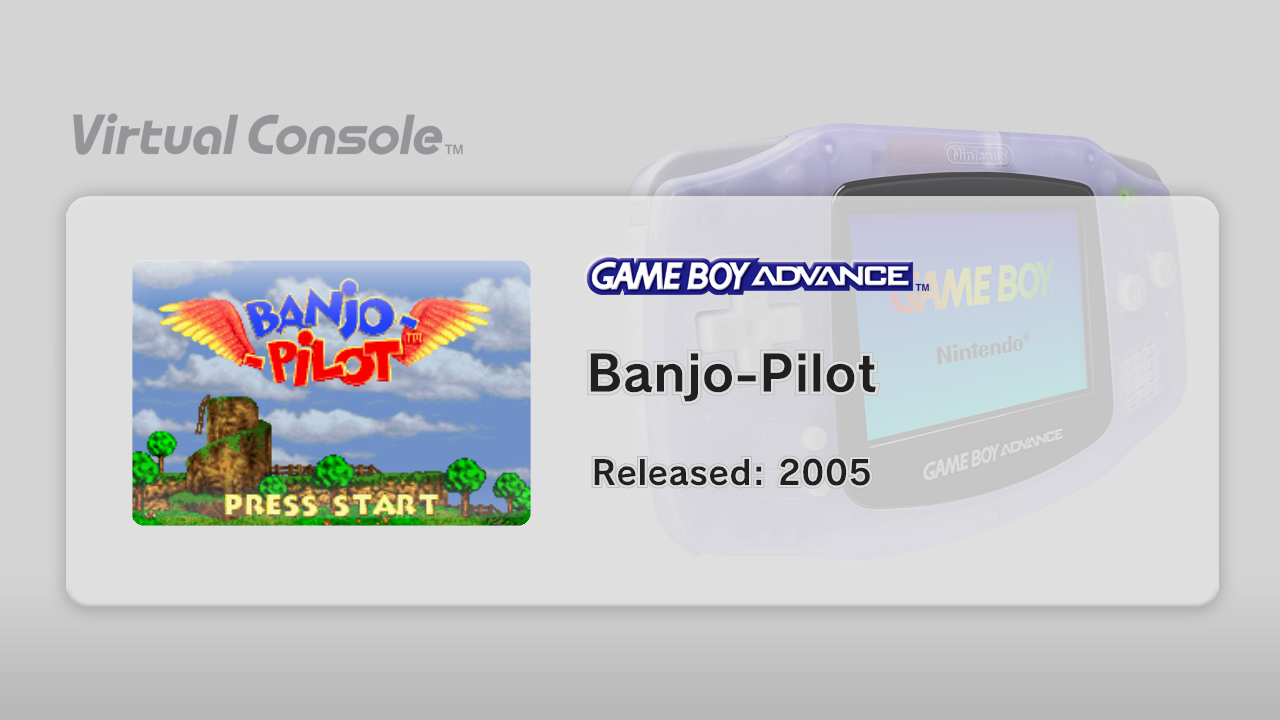 Virtual Console™
Nintendo
GAME BOY ADVANCE™
GAME BOY
Nintendo®
BANJO-
-PILOT™
Banjo-Pilot
GAME BOY ADVANCE
Released: 2005
PRESS START